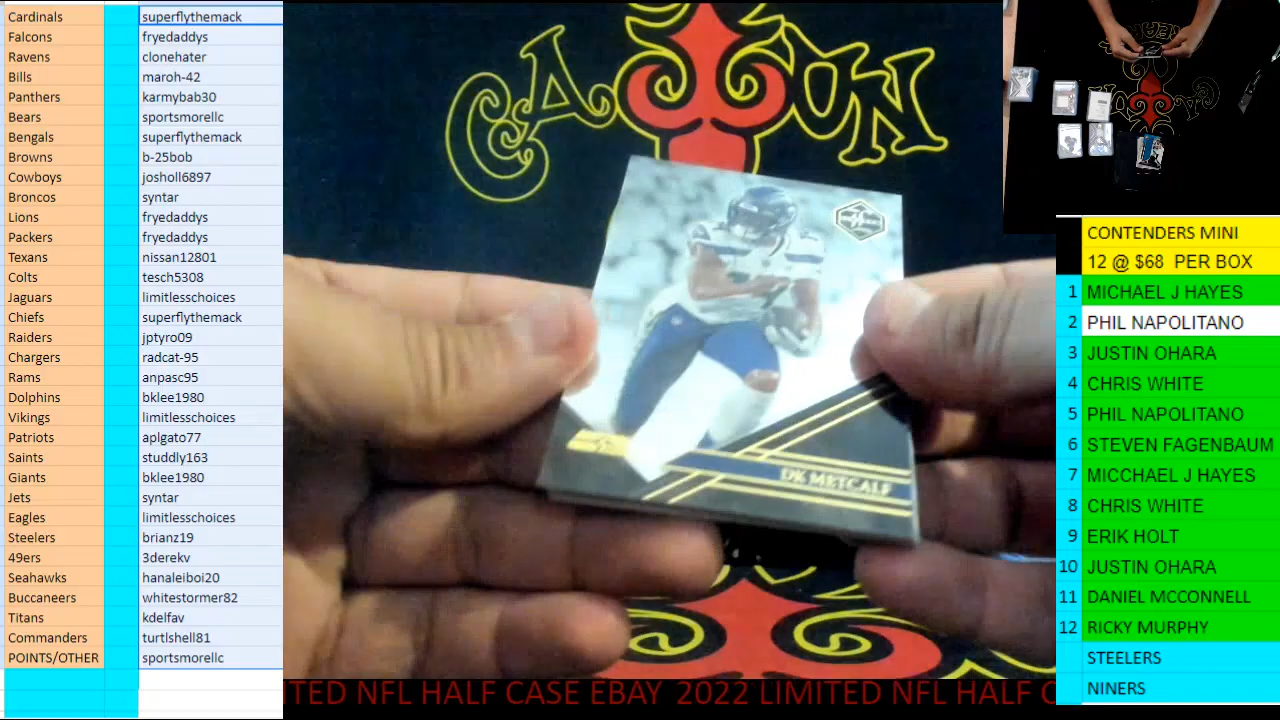 Cardinals superflythemack
Falcons fryedaddys
Ravens clonehater
Bills maroh-42
Panthers karmybab30
Bears sportsmorellc
Bengals superflythemack
Browns b-25bob
Cowboys josholl6897
Broncos syntar
Lions fryedaddys
Packers fryedaddys
Texans nissan12801
Colts tesch5308
Jaguars limitlesschoices
Chiefs superflythemack
Raiders jptyro09
Chargers radcat-95
Rams anpasc95
Dolphins bklee1980
Vikings limitlesschoices
Patriots aplgato77
Saints studdly163
Giants bklee1980
Jets syntar
Eagles limitlesschoices
Steelers brianz19
49ers 3derekv
Seahawks hanaleiboi20
Buccaneers whitestormer82
Titans kdelfav
Commanders turtlshell81
POINTS/OTHER sportsmorellc
CA ON
DK METCALF
ITED NFL HALF CASE EBAY 2022 LIMITED NFL HALF C
CONTENDERS MINI
12 @ $68 PER BOX
1 MICHAEL J HAYES
2 PHIL NAPOLITANO
3 JUSTIN OHARA
4 CHRIS WHITE
5 PHIL NAPOLITANO
6 STEVEN FAGENBAUM
7 MICCHAEL J HAYES
8 CHRIS WHITE
9 ERIK HOLT
10 JUSTIN OHARA
11 DANIEL MCCONNELL
12 RICKY MURPHY
STEELERS
NINERS